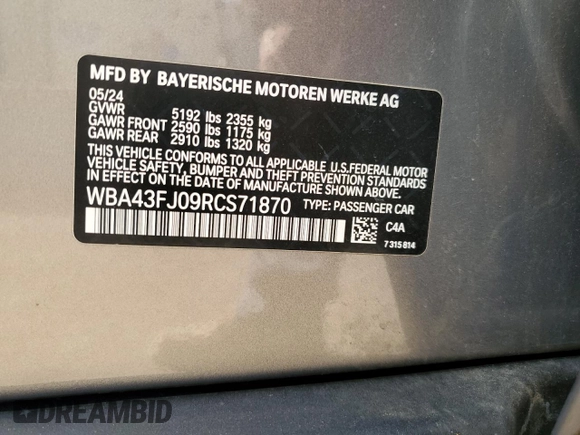 MFD BY BAYERISCHE MOTOREN WERKE AG
05/24
GVWR 5192 lbs 2355 kg
GAWR FRONT 2590 lbs 1175 kg
GAWR REAR 2910 lbs 1320 kg
THIS VEHICLE CONFORMS TO ALL APPLICABLE U.S.FEDERAL MOTOR
VEHICLE SAFETY, BUMPER AND THEFT PREVENTION STANDARDS
IN EFFECT ON THE DATE OF MANUFACTURE SHOWN ABOVE.
WBA43FJ09RCS71870 TYPE: PASSENGER CAR
C4A
7 315 814
DREAMBID